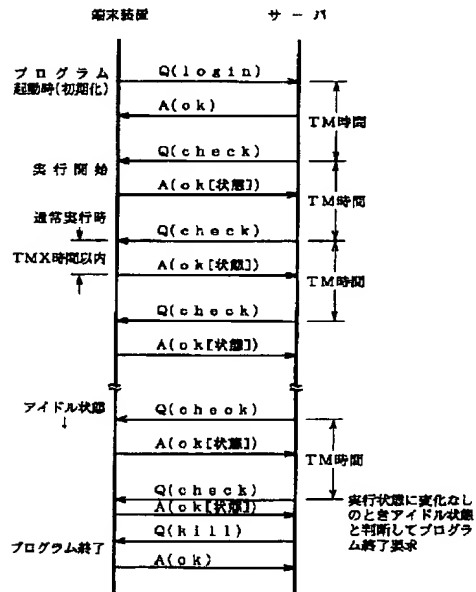 端末装置 サーバ
プログラム
起動時(初期化)
Q(login)
A(ok)
TM時間
Q(check)
実行開始
A(ok[状態])
TM時間
通常実行時
Q(check)
TMX時間以内
A(ok[状態])
TM時間
Q(check)
A(ok[状態])
アイドル状態
↓
Q(check)
A(ok[状態])
TM時間
Q(check)
A(ok[状態])
実行状態に変化なし
のときアイドル状態
と判断してプログラ
ム終了要求
Q(kill)
プログラム終了
A(ok)